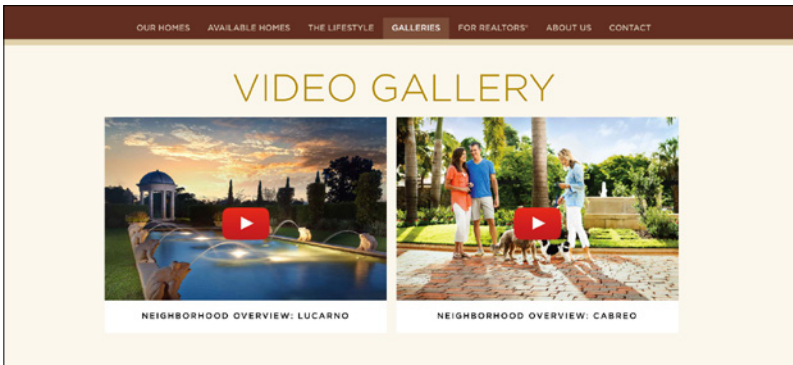 OUR HOMES AVAILABLE HOMES THE LIFESTYLE GALLERIES FOR REALTORS® ABOUT US CONTACT
VIDEO GALLERY
NEIGHBORHOOD OVERVIEW: LUCARNO
NEIGHBORHOOD OVERVIEW: CABREO